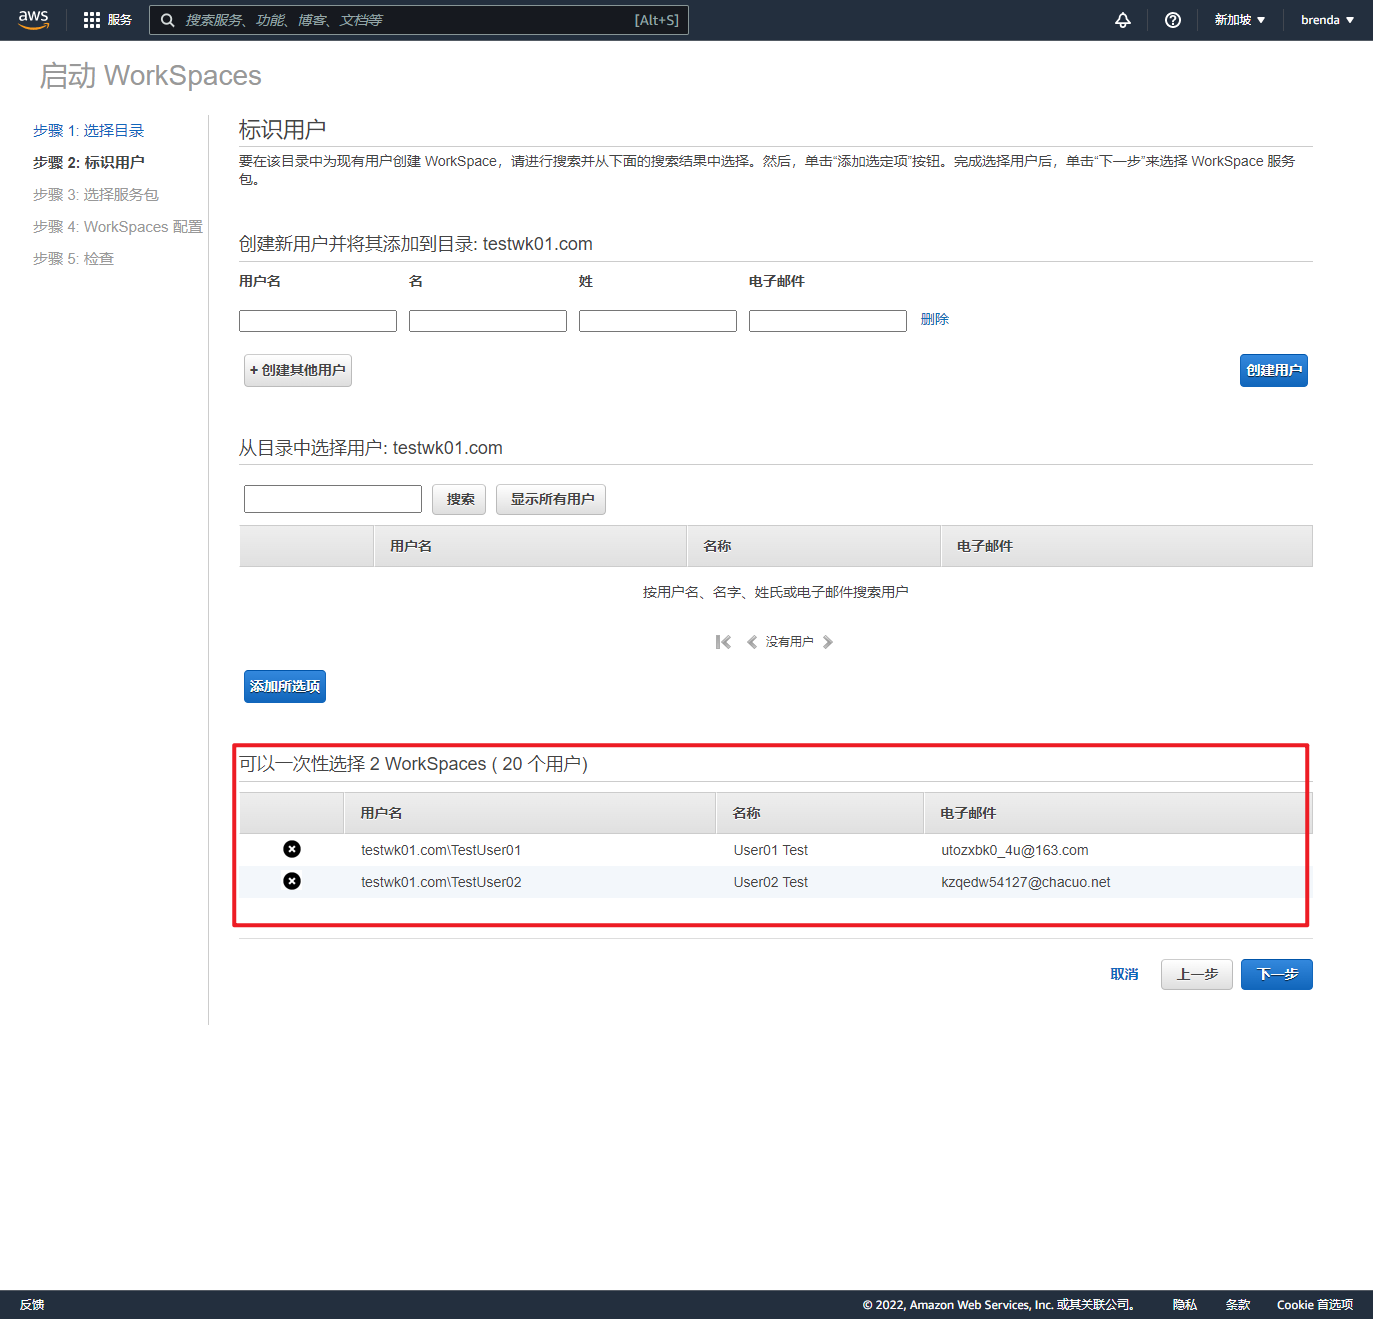 aws 服务 搜索服务、功能、博客、文档等 [Alt+S] 新加坡 brenda
启动 WorkSpaces
步骤 1: 选择目录
步骤 2: 标识用户
步骤 3: 选择服务包
步骤 4: WorkSpaces 配置
步骤 5: 检查
标识用户
要在该目录中为现有用户创建 WorkSpace，请进行搜索并从下面的搜索结果中选择。然后，单击“添加选定项”按钮。完成选择用户后，单击“下一步”来选择 WorkSpace 服务
包。
创建新用户并将其添加到目录: testwk01.com
用户名 名 姓 电子邮件
删除
+ 创建其他用户 创建用户
从目录中选择用户: testwk01.com
搜索 显示所有用户
用户名 名称 电子邮件
按用户名、名字、姓氏或电子邮件搜索用户
没有用户
添加所选项
可以一次性选择 2 WorkSpaces ( 20 个用户)
用户名 名称 电子邮件
testwk01.com\TestUser01 User01 Test utozxbk0_4u@163.com
testwk01.com\TestUser02 User02 Test kzqedw54127@chacuo.net
取消 上一步 下一步
反馈 © 2022, Amazon Web Services, Inc. 或其关联公司。 隐私 条款 Cookie 首选项